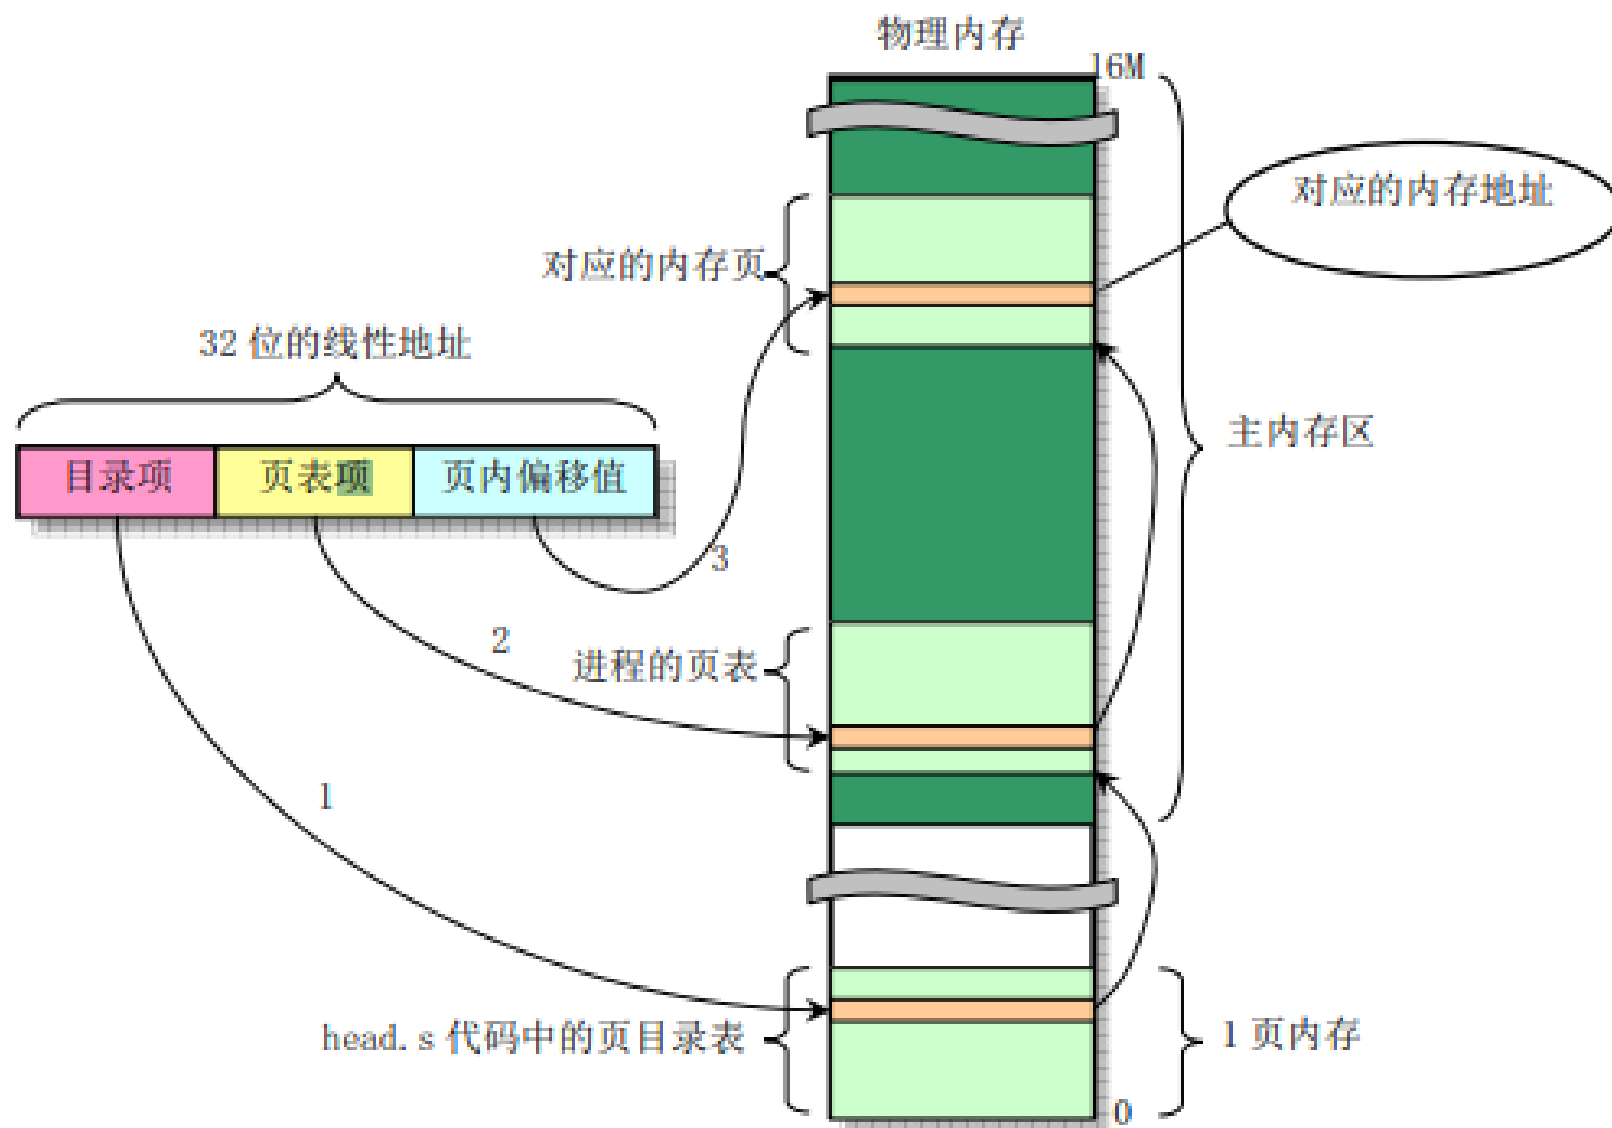 物理内存
16M
对应的内存地址
对应的内存页
32 位的线性地址
主内存区
目录项
页表项
页内偏移值
3
2
进程的页表
1
head.s 代码中的页目录表
1 页内存
0